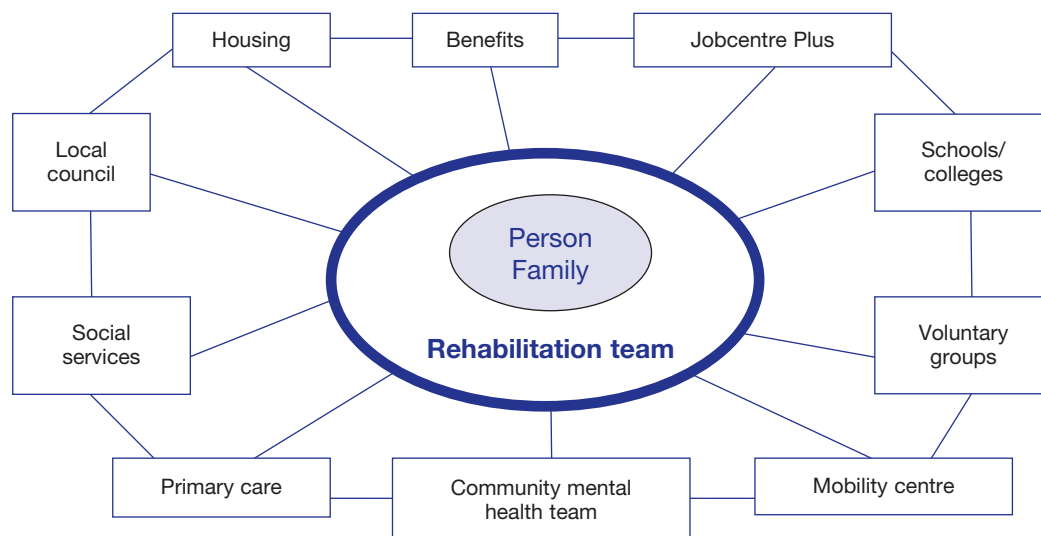 Housing
Benefits
Jobcentre Plus
Local
council
Schools/
colleges
Person
Family
Social
services
Rehabilitation team
Voluntary
groups
Primary care
Community mental
health team
Mobility centre